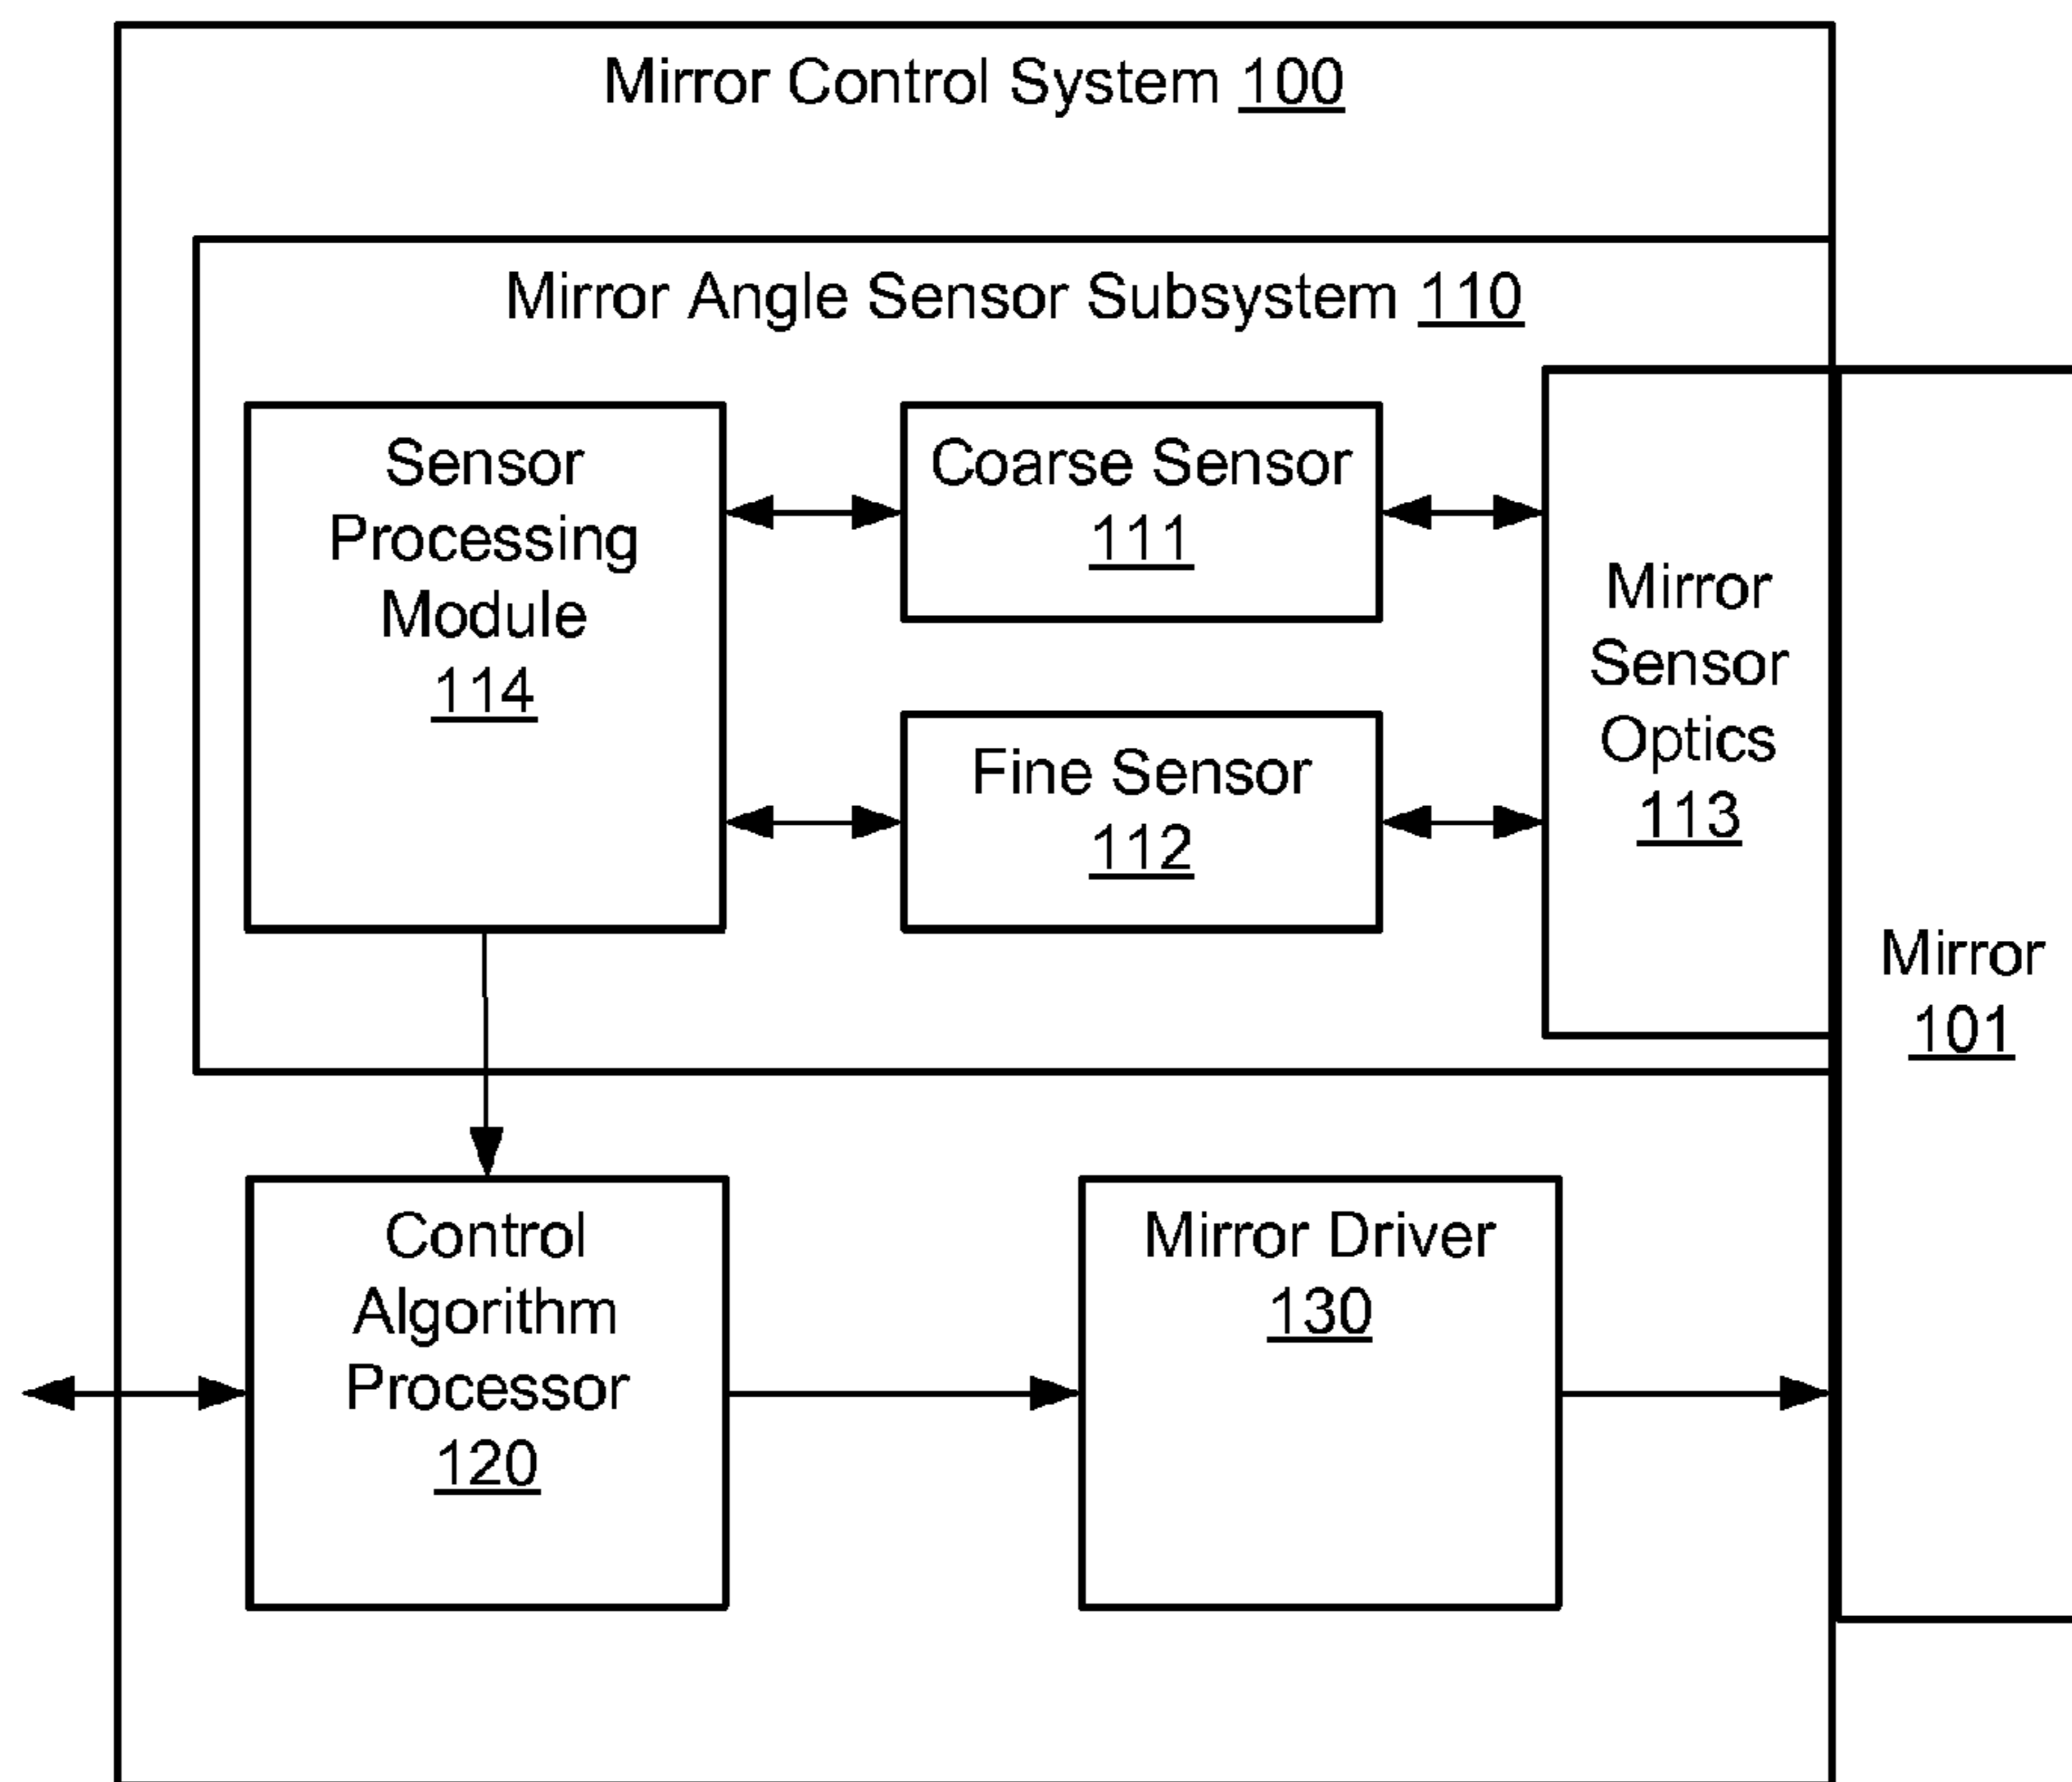 Mirror Control System 100
Mirror Angle Sensor Subsystem 110
Sensor
Processing
Module
114
Coarse Sensor
111
Fine Sensor
112
Mirror
Sensor
Optics
113
Mirror
101
Control
Algorithm
Processor
120
Mirror Driver
130